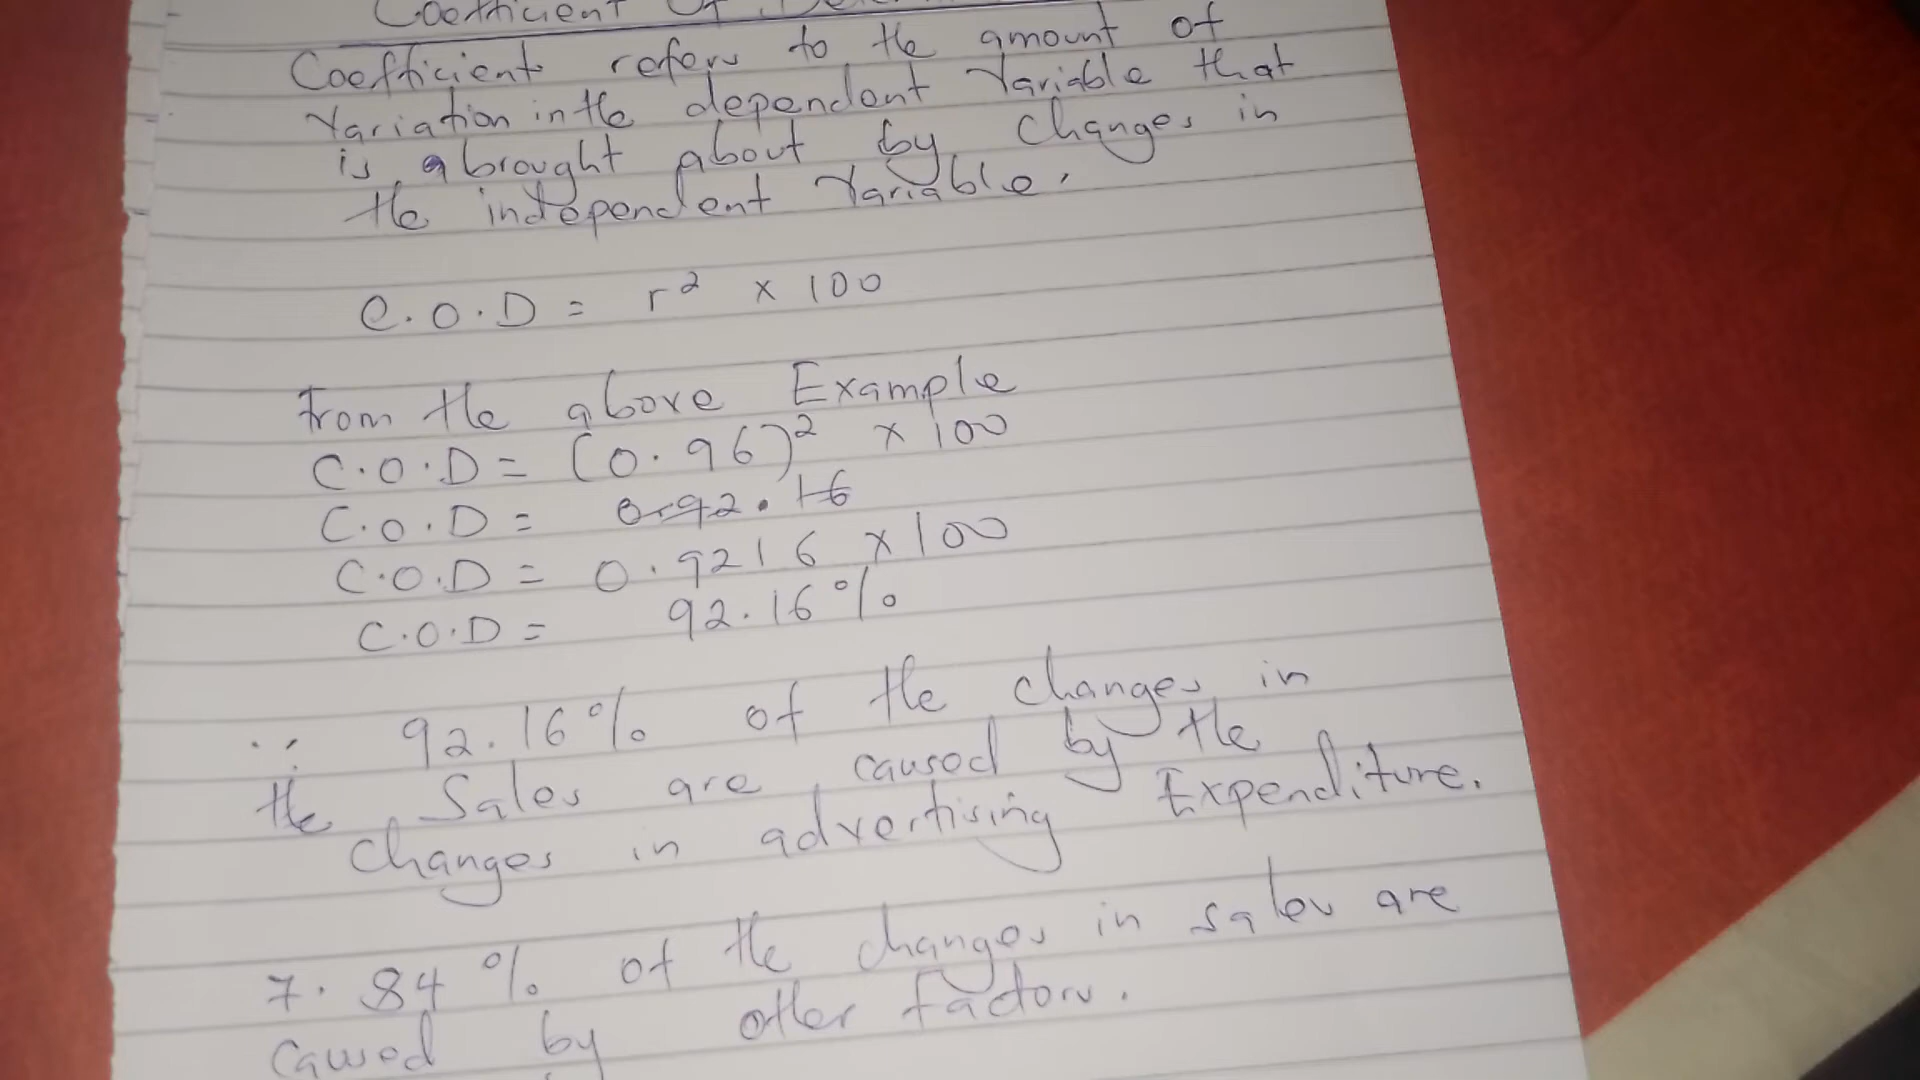 Coefficient Of
Coefficient refers to the amount of
Variation in the dependent Variable that
is brought about by changes in
the independent Variable.
C.O.D = r² x 100
From the above Example
C.O.D = (0.96)² x 100
C.O.D = 0.92.16
C.O.D = 0.9216 x 100
C.O.D = 92.16%
∵ 92.16% of the changes in
the Sales are caused by the
changes in advertising Expenditure.
7.84% of the changes in sales are
caused by other factors.